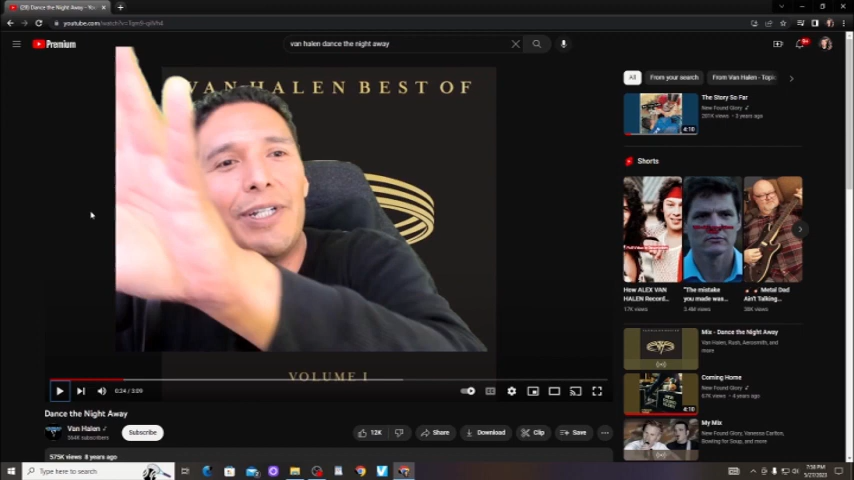 (28) Dance the Night Away - YouTu
youtube.com/watch?v=
Premium
van halen dance the night away
9+
VAN HALEN BEST OF
VOLUME I
0:24 / 3:09
Dance the Night Away
Van Halen
594K subscribers
Subscribe
12K
Share
Download
Clip
Save
575K views 8 years ago
All
From your search
From Van Halen - Topic
The Story So Far
New Found Glory
201K views • 3 years ago
4:10
Shorts
How ALEX VAN
HALEN Record...
17K views
"The mistake
you made was...
3.4M views
Metal Dad
Ain't Talking...
38K views
Mix - Dance the Night Away
Van Halen, Rush, Aerosmith, and
more
Coming Home
New Found Glory
67K views • 4 years ago
4:10
My Mix
New Found Glory, Vanessa Carlton,
Bowling for Soup, and more
Type here to search
7:58 PM
5/27/2023